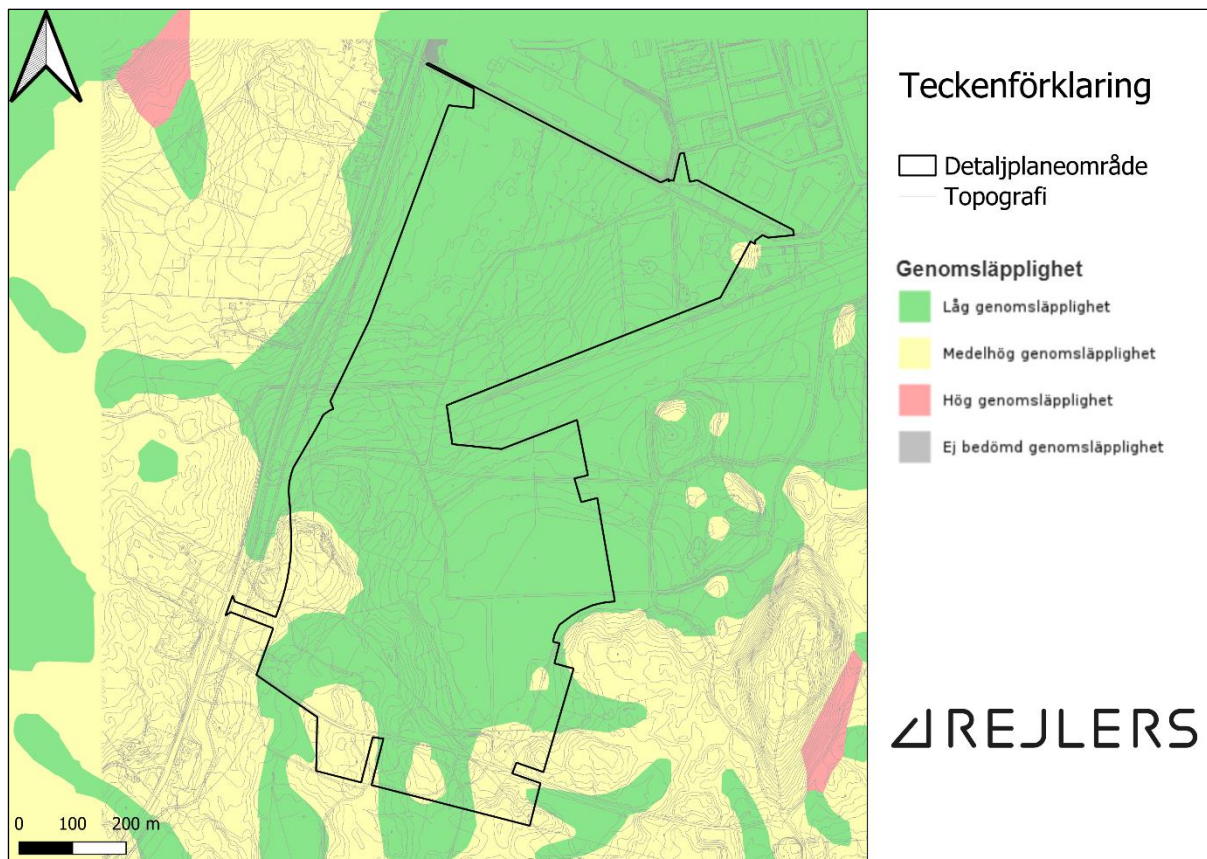 Teckenförklaring
Detaljplaneområde
Topografi
Genomsläpplighet
Låg genomsläpplighet
Medelhög genomsläpplighet
Hög genomsläpplighet
Ej bedömd genomsläpplighet
REJLERS
0 100 200 m